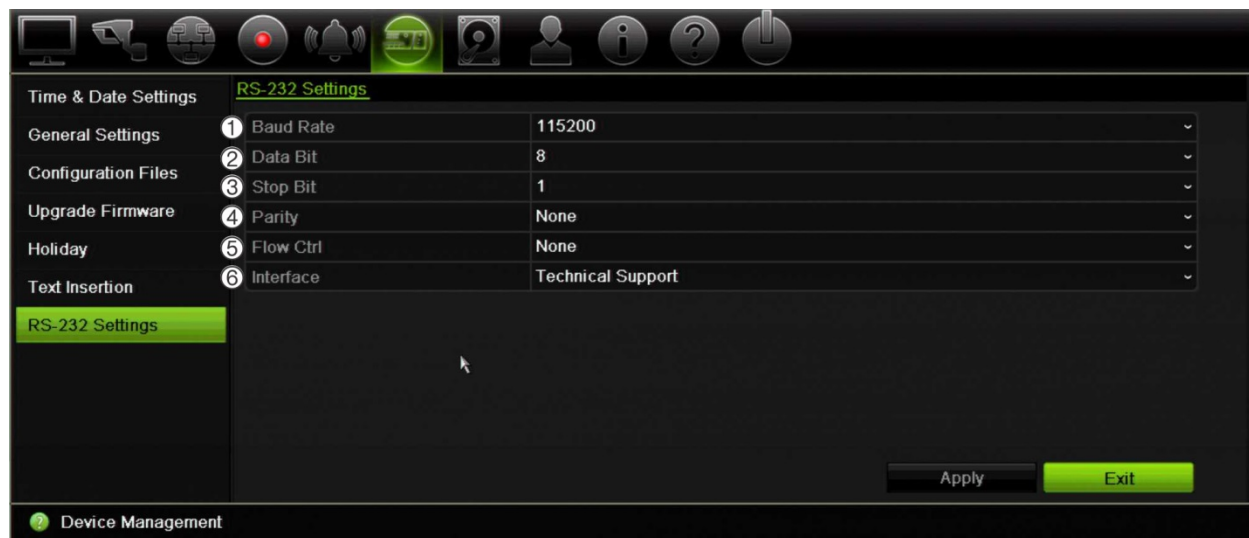 Time & Date Settings
General Settings
Configuration Files
Upgrade Firmware
Holiday
Text Insertion
RS-232 Settings
RS-232 Settings
① Baud Rate 115200
② Data Bit 8
③ Stop Bit 1
④ Parity None
⑤ Flow Ctrl None
⑥ Interface Technical Support
Apply Exit
? Device Management